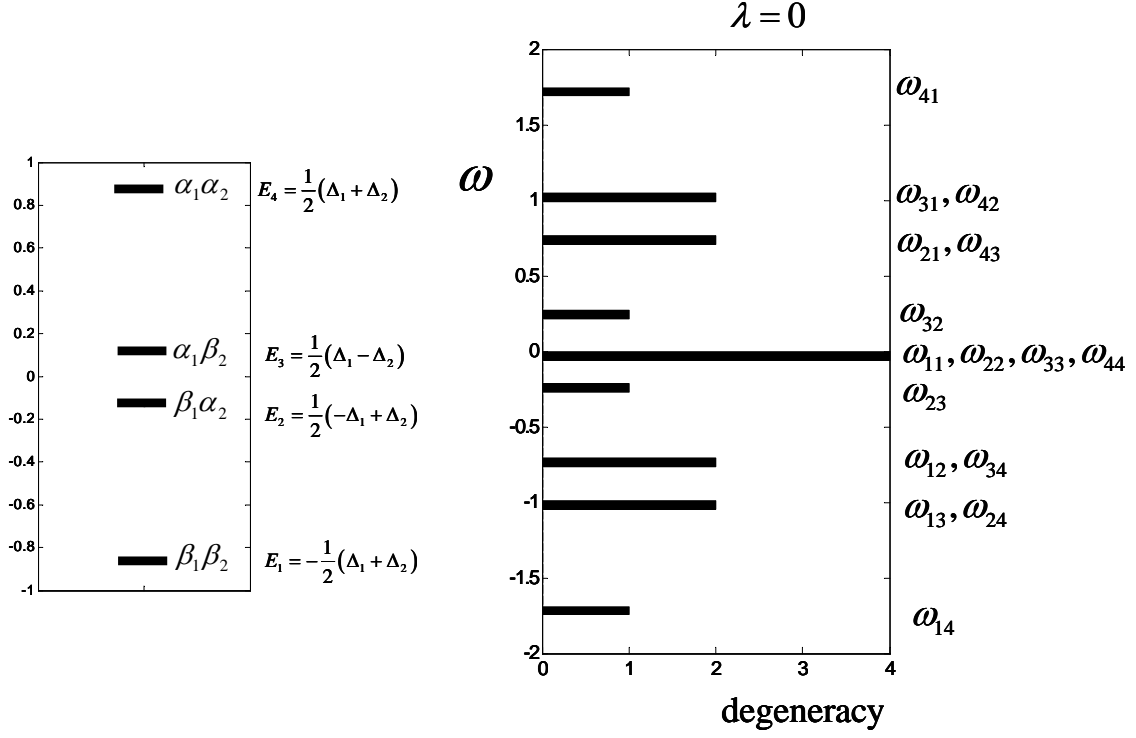 λ = 0
1
0.8
0.6
0.4
0.2
0
-0.2
-0.4
-0.6
-0.8
-1
α₁α₂
E₄ = 1/2(Δ₁ + Δ₂)
α₁β₂
E₃ = 1/2(Δ₁ − Δ₂)
β₁α₂
E₂ = 1/2(−Δ₁ + Δ₂)
β₁β₂
E₁ = −1/2(Δ₁ + Δ₂)
ω
2
1.5
1
0.5
0
-0.5
-1
-1.5
-2
0 1 2 3 4
degeneracy
ω₄₁
ω₃₁, ω₄₂
ω₂₁, ω₄₃
ω₃₂
ω₁₁, ω₂₂, ω₃₃, ω₄₄
ω₂₃
ω₁₂, ω₃₄
ω₁₃, ω₂₄
ω₁₄